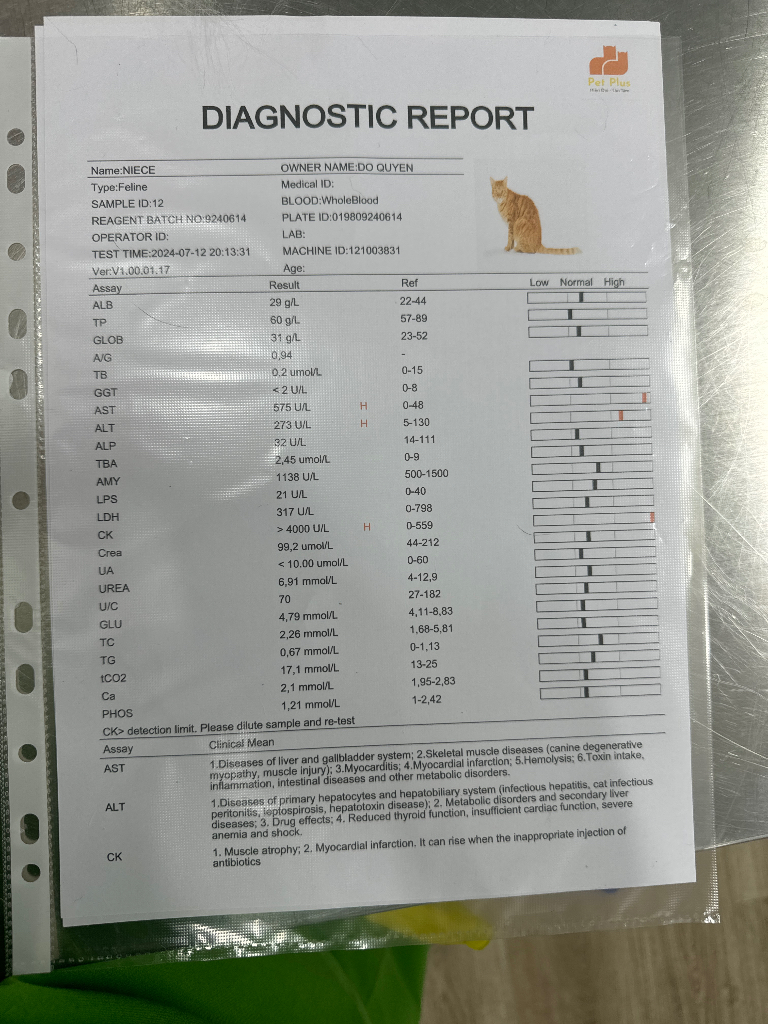 Pet Plus
DIAGNOSTIC REPORT
Name:NIECE OWNER NAME:DO QUYEN
Type:Feline Medical ID:
SAMPLE ID:12 BLOOD:WholeBlood
REAGENT BATCH NO:9240614 PLATE ID:019809240614
OPERATOR ID: LAB:
TEST TIME:2024-07-12 20:13:31 MACHINE ID:121003831
Ver:V1.00.01.17 Age:
Assay Result Ref Low Normal High
ALB 29 g/L 22-44
TP 60 g/L 57-89
GLOB 31 g/L 23-52
A/G 0,94 -
TB 0,2 umol/L 0-15
GGT < 2 U/L 0-8
AST 575 U/L H 0-48
ALT 273 U/L H 5-130
ALP 32 U/L 14-111
TBA 2,45 umol/L 0-9
AMY 1138 U/L 500-1500
LPS 21 U/L 0-40
LDH 317 U/L 0-798
CK > 4000 U/L H 0-559
Crea 99,2 umol/L 44-212
UA < 10.00 umol/L 0-60
UREA 6,91 mmol/L 4-12,9
U/C 70 27-182
GLU 4,79 mmol/L 4,11-8,83
TC 2,26 mmol/L 1,68-5,81
TG 0,67 mmol/L 0-1,13
tCO2 17,1 mmol/L 13-25
Ca 2,1 mmol/L 1,95-2,83
PHOS 1,21 mmol/L 1-2,42
CK> detection limit. Please dilute sample and re-test
Assay Clinical Mean
AST 1.Diseases of liver and gallbladder system; 2.Skeletal muscle diseases (canine degenerative
myopathy, muscle injury); 3.Myocarditis; 4.Myocardial infarction; 5.Hemolysis; 6.Toxin intake,
inflammation, intestinal diseases and other metabolic disorders.
ALT 1.Diseases of primary hepatocytes and hepatobiliary system (infectious hepatitis, cat infectious
peritonitis, leptospirosis, hepatotoxin disease); 2. Metabolic disorders and secondary liver
diseases; 3. Drug effects; 4. Reduced thyroid function, insufficient cardiac function, severe
anemia and shock.
CK 1. Muscle atrophy; 2. Myocardial infarction. It can rise when the inappropriate injection of
antibiotics